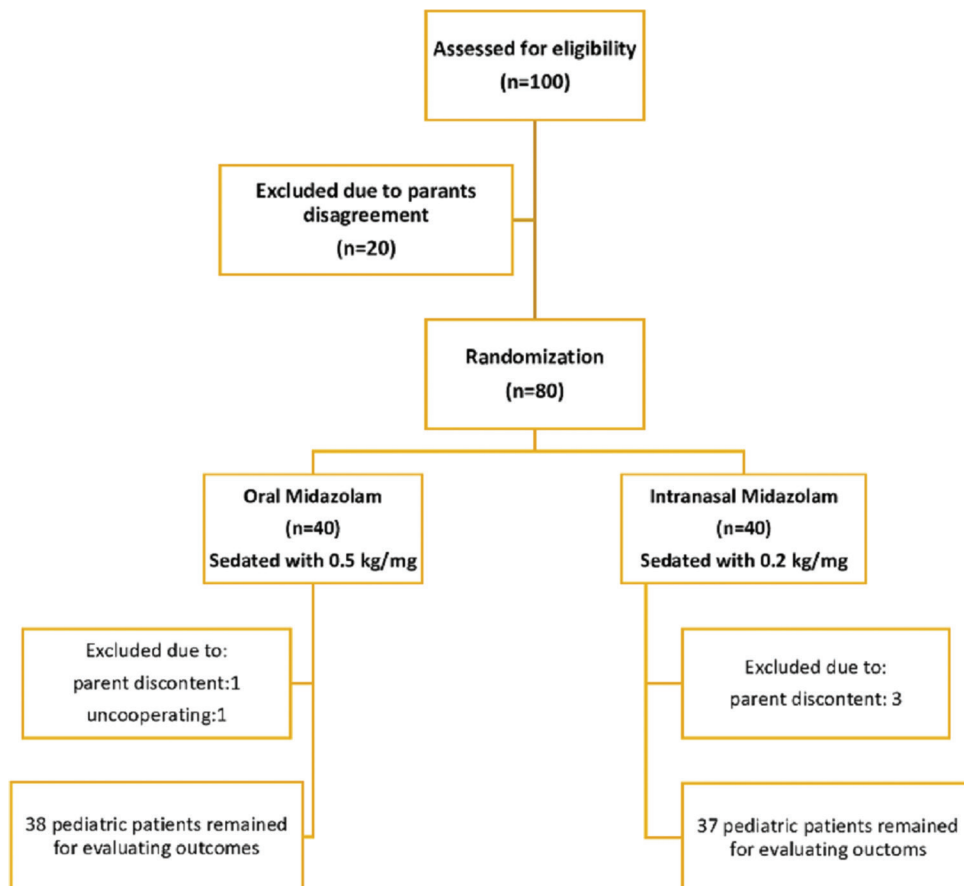 Assessed for eligibility
(n=100)
Excluded due to parants
disagreement
(n=20)
Randomization
(n=80)
Oral Midazolam
(n=40)
Sedated with 0.5 kg/mg
Intranasal Midazolam
(n=40)
Sedated with 0.2 kg/mg
Excluded due to:
parent discontent:1
uncooperating:1
Excluded due to:
parent discontent: 3
38 pediatric patients remained
for evaluating outcomes
37 pediatric patients remained
for evaluating ouctoms